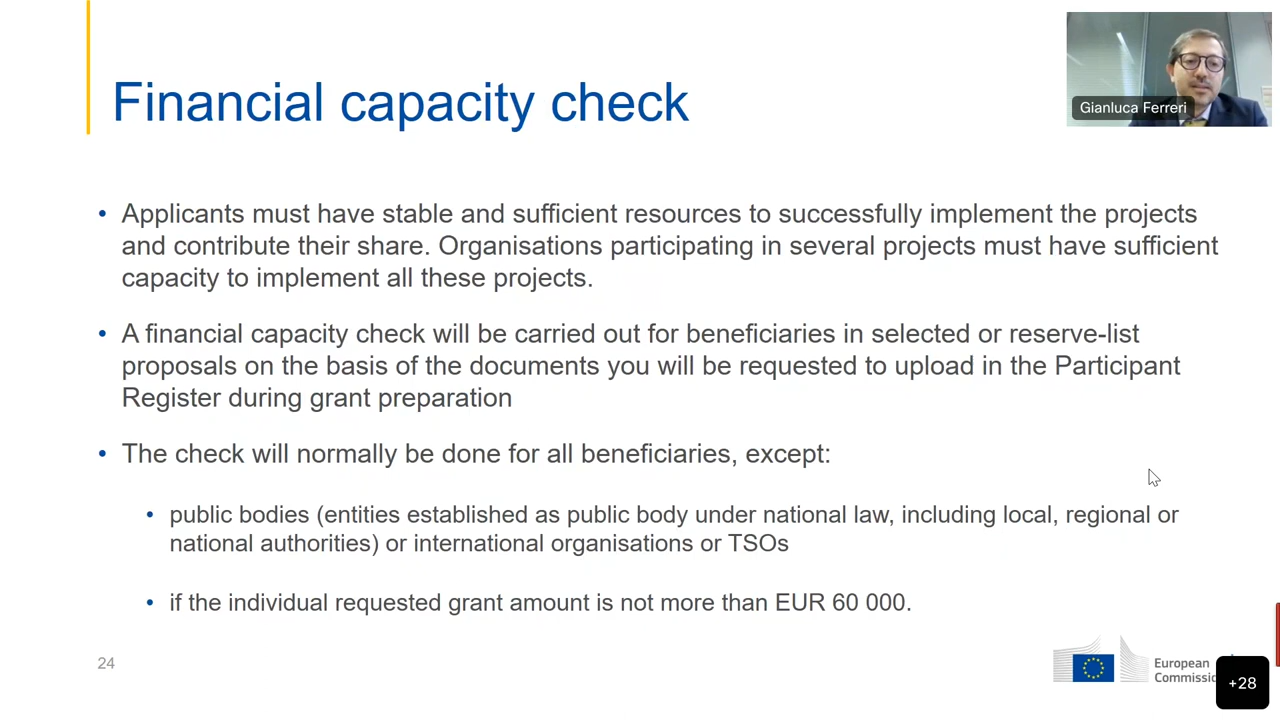 Financial capacity check
Gianluca Ferreri
• Applicants must have stable and sufficient resources to successfully implement the projects
and contribute their share. Organisations participating in several projects must have sufficient
capacity to implement all these projects.
• A financial capacity check will be carried out for beneficiaries in selected or reserve-list
proposals on the basis of the documents you will be requested to upload in the Participant
Register during grant preparation
• The check will normally be done for all beneficiaries, except:
• public bodies (entities established as public body under national law, including local, regional or
national authorities) or international organisations or TSOs
• if the individual requested grant amount is not more than EUR 60 000.
24
European
+28